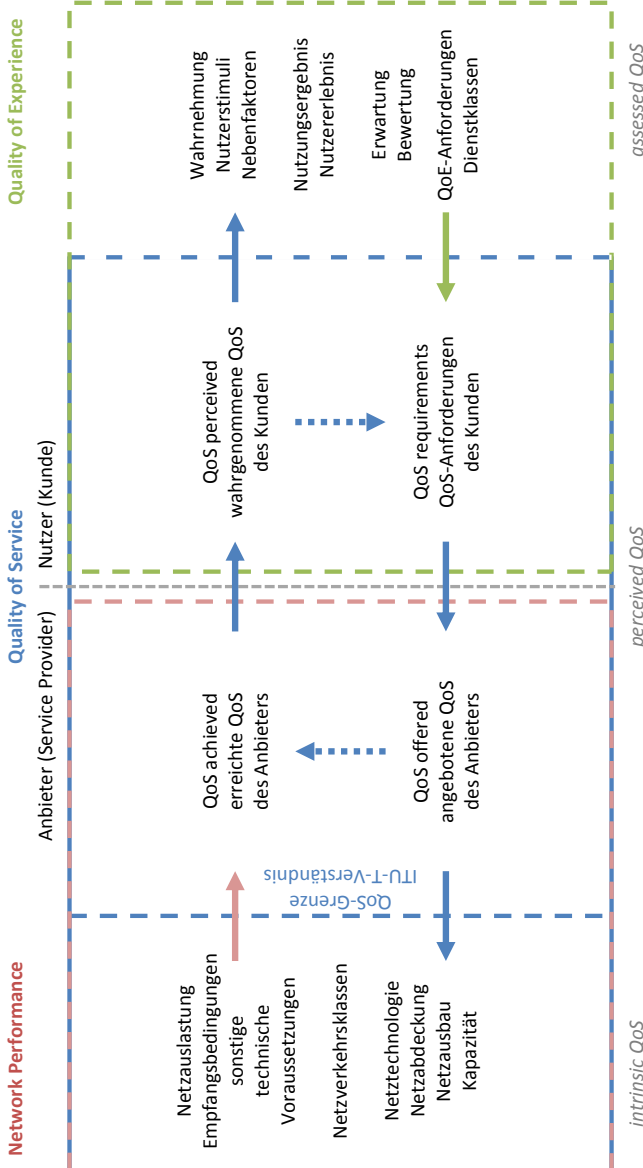 Network Performance
Quality of Service
Quality of Experience
Anbieter (Service Provider)
Nutzer (Kunde)
Netzauslastung
Empfangsbedingungen
sonstige
technische
Voraussetzungen
Netzverkehrsklassen
Netztechnologie
Netzabdeckung
Netzausbau
Kapazität
QoS-Grenze
ITU-T-Verständnis
QoS achieved
erreichte QoS
des Anbieters
QoS offered
angebotene QoS
des Anbieters
QoS perceived
wahrgenommene QoS
des Kunden
QoS requirements
QoS-Anforderungen
des Kunden
Wahrnehmung
Nutzerstimuli
Nebenfaktoren
Nutzungsergebnis
Nutzererlebnis
Erwartung
Bewertung
QoE-Anforderungen
Dienstklassen
intrinsic QoS
perceived QoS
assessed QoS